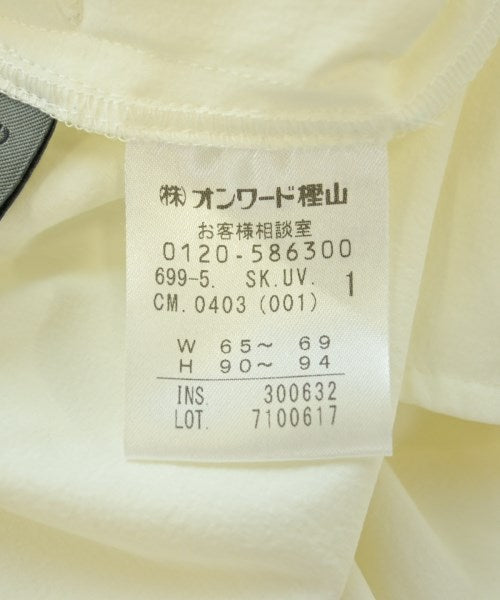 ㈱オンワード樫山
お客様相談室
0120-586300
699-5. SK.UV. 1
CM.0403(001)
W 65〜 69
H 90〜 94
INS. 300632
LOT. 7100617